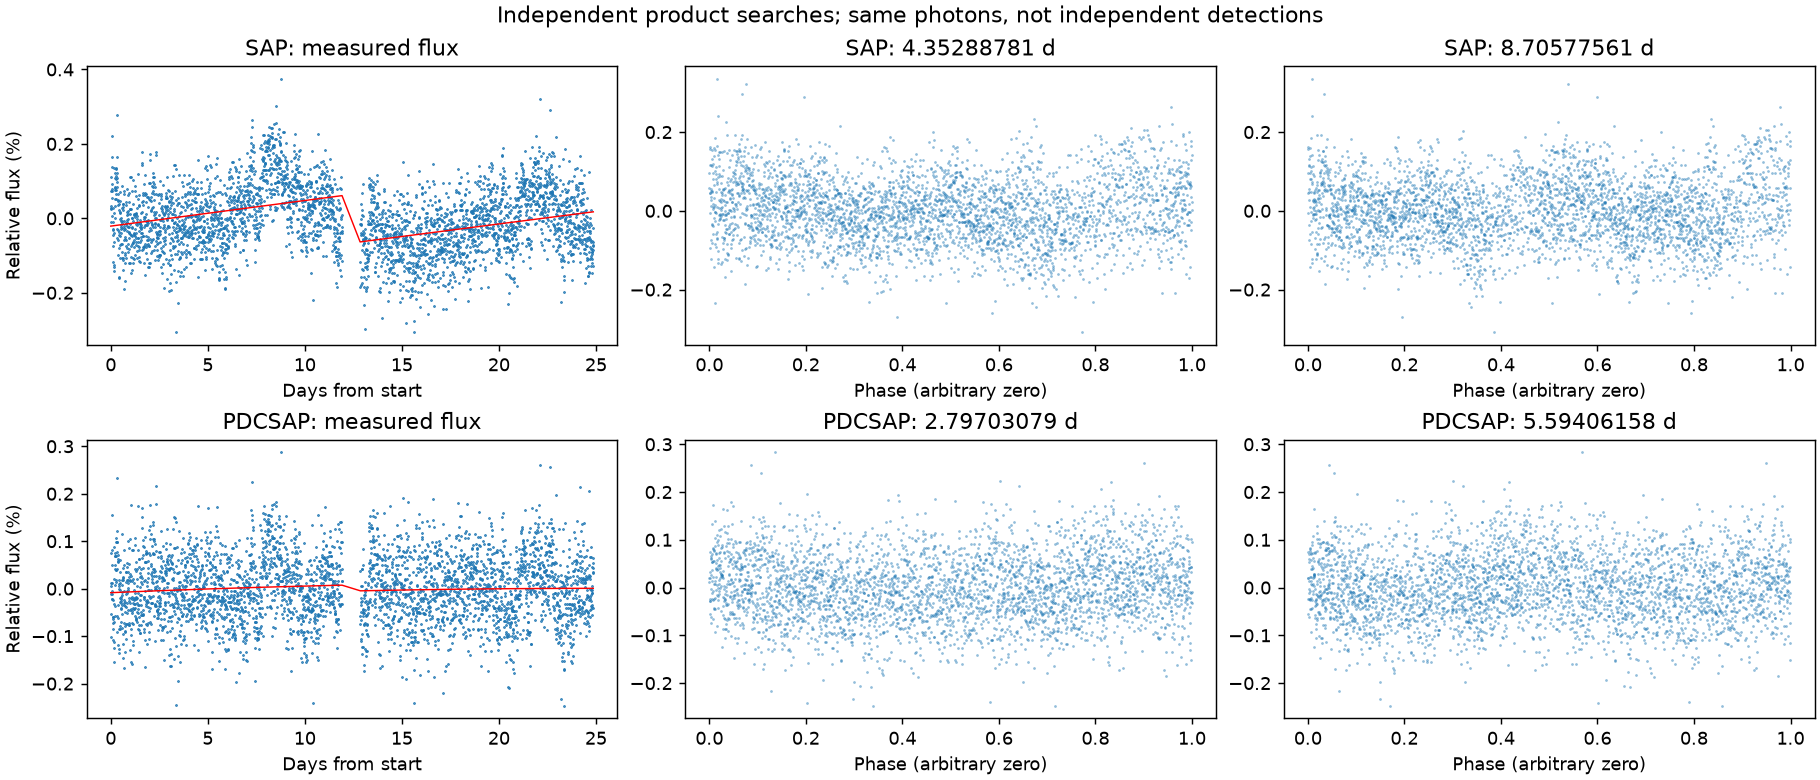 Independent product searches; same photons, not independent detections
SAP: measured flux
SAP: 4.35288781 d
SAP: 8.70577561 d
Relative flux (%)
0.4
0.2
0.0
−0.2
0 5 10 15 20 25
Days from start
0.2
0.0
−0.2
0.0 0.2 0.4 0.6 0.8 1.0
Phase (arbitrary zero)
0.2
0.0
−0.2
0.0 0.2 0.4 0.6 0.8 1.0
Phase (arbitrary zero)
PDCSAP: measured flux
PDCSAP: 2.79703079 d
PDCSAP: 5.59406158 d
Relative flux (%)
0.3
0.2
0.1
0.0
−0.1
−0.2
0 5 10 15 20 25
Days from start
0.3
0.2
0.1
0.0
−0.1
−0.2
0.0 0.2 0.4 0.6 0.8 1.0
Phase (arbitrary zero)
0.3
0.2
0.1
0.0
−0.1
−0.2
0.0 0.2 0.4 0.6 0.8 1.0
Phase (arbitrary zero)